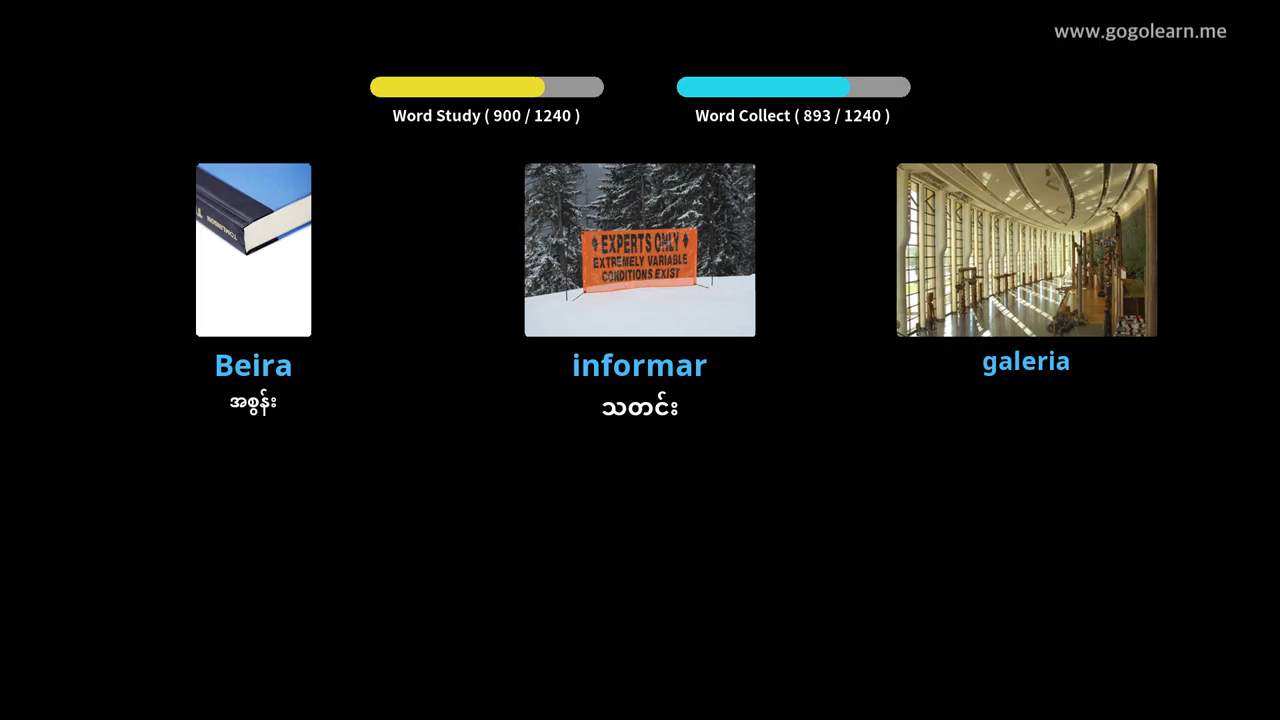 www.gogolearn.me
Word Study ( 900 / 1240 )
Word Collect ( 893 / 1240 )
TOMLINSON
EXPERTS ONLY
EXTREMELY VARIABLE
CONDITIONS EXIST
Beira
informar
galeria
အစွန်း
သတင်း